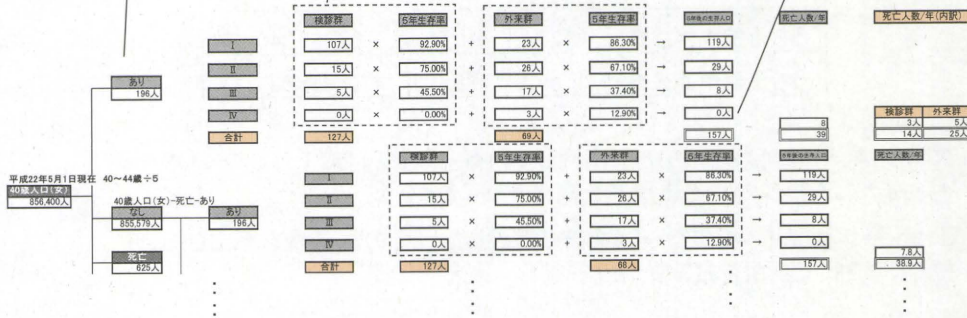 検診群 5年生存率 外来群 5年生存率 5年後の生存人口 死亡人数/年 死亡人数/年(内訳)
I 107人 × 92.90% + 23人 × 86.30% → 119人
II 15人 × 75.00% + 26人 × 67.10% → 29人
あり
196人
III 5人 × 45.50% + 17人 × 37.40% → 8人
IV 0人 × 0.00% + 3人 × 12.90% → 0人
検診群 外来群
8 3人 5人
合計 127人 69人 157人 39 14人 25人
検診群 5年生存率 外来群 5年生存率 5年後の生存人口 死亡人数/年
平成22年5月1日現在 40~44歳÷5
I 107人 × 92.90% + 23人 × 86.30% → 119人
40歳人口(女)
856,400人
40歳人口(女)-死亡-あり
II 15人 × 75.00% + 26人 × 67.10% → 29人
なし あり
855,579人 196人
III 5人 × 45.50% + 17人 × 37.40% → 8人
IV 0人 × 0.00% + 3人 × 12.90% → 0人
死亡
625人
7.8人
合計 127人 68人 157人 38.9人